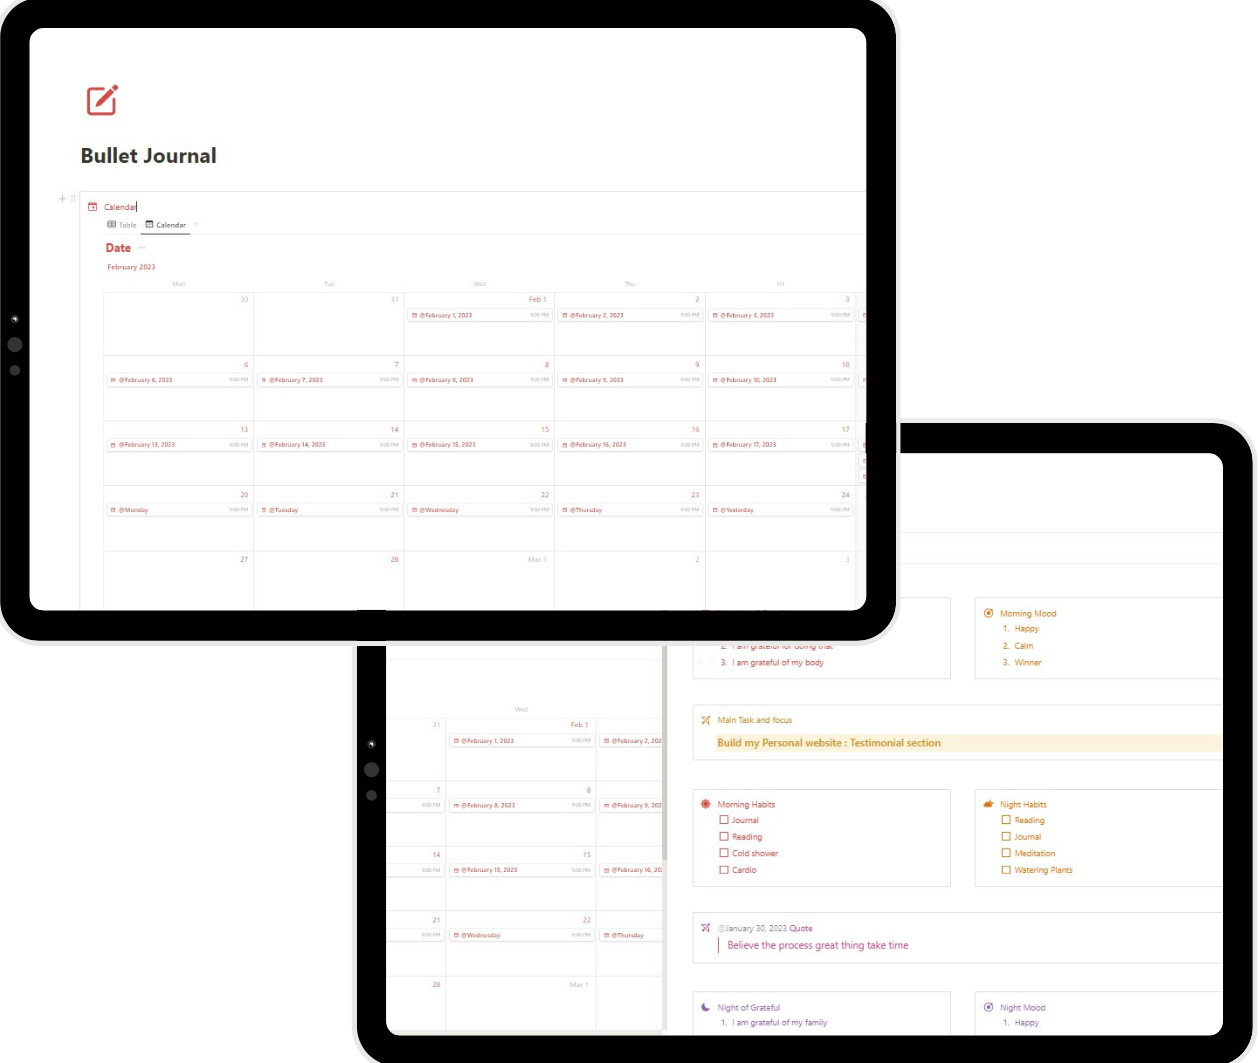 Bullet Journal
Calendar
Table Calendar
Date
February 2023
Mon Tue Wed Thu Fri
30 31 Feb 1 2 3
@February 1, 2023 9:00 PM @February 2, 2023 9:00 PM @February 3, 2023 9:00 PM
6 7 8 9 10
@February 6, 2023 9:00 PM @February 7, 2023 9:00 PM @February 8, 2023 9:00 PM @February 9, 2023 9:00 PM @February 10, 2023 9:00 PM
13 14 15 16 17
@February 13, 2023 9:00 PM @February 14, 2023 9:00 PM @February 15, 2023 9:00 PM @February 16, 2023 9:00 PM @February 17, 2023 9:00 PM
20 21 22 23 24
@Monday 9:00 PM @Tuesday 9:00 PM @Wednesday 9:00 PM @Thursday 9:00 PM @Yesterday 9:00 PM
27 28 Mar 1 2 3
Wed
31 Feb 1
@February 1, 2023 9:00 PM @February 2, 202
7 8
9:00 PM @February 8, 2023 9:00 PM @February 9, 202
14 15
9:00 PM @February 15, 2023 9:00 PM @February 16, 20
21 22
9:00 PM @Wednesday 9:00 PM @Thursday
28 Mar 1
2. I am grateful for doing that
3. I am grateful of my body
Morning Mood
1. Happy
2. Calm
3. Winner
Main Task and focus
Build my Personal website : Testimonial section
Morning Habits
Journal
Reading
Cold shower
Cardio
Night Habits
Reading
Journal
Meditation
Watering Plants
@January 30, 2023 Quote
Believe the process great thing take time
Night of Grateful
1. I am grateful of my family
Night Mood
1. Happy